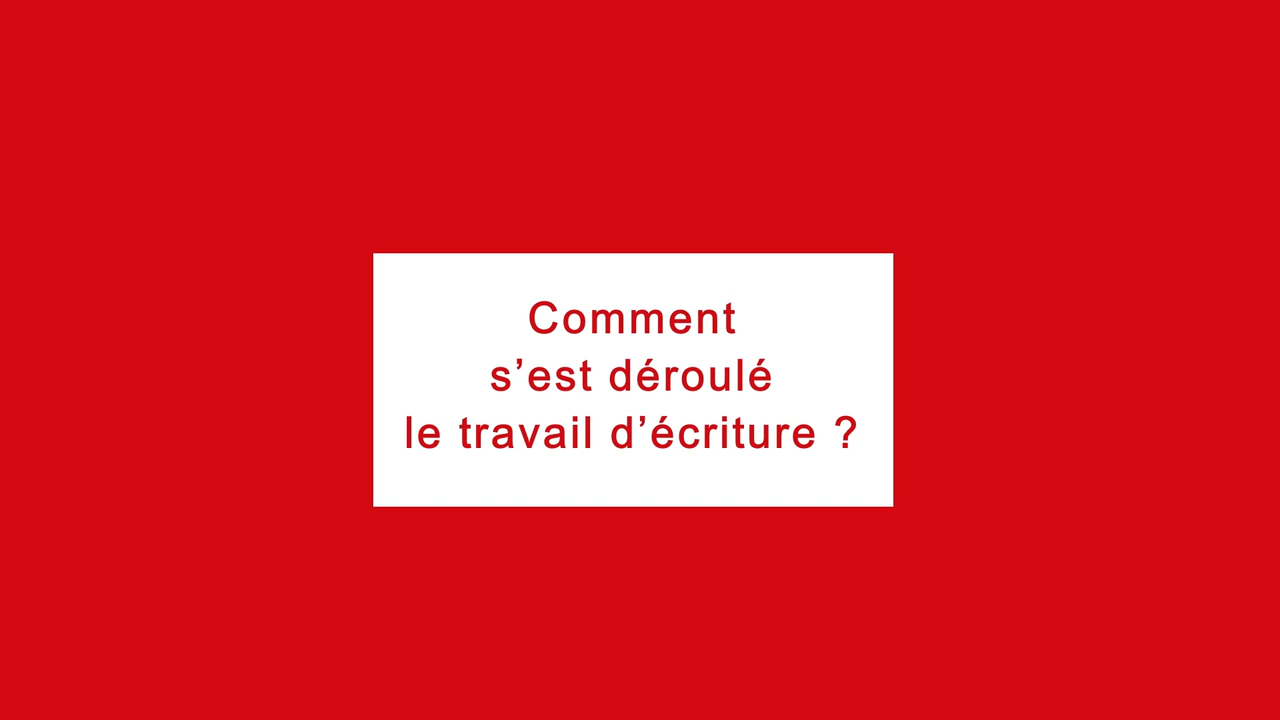 Comment
s’est déroulé
le travail d’écriture ?